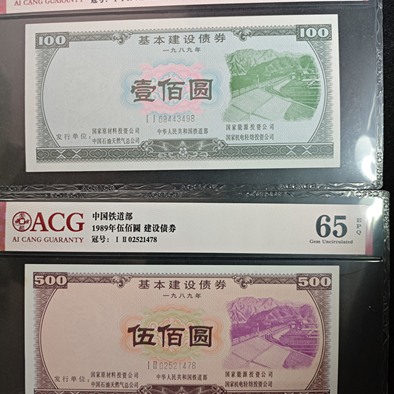 AI CANG GUARANTY
Gem Uncirculated
100 基本建设债券 100
一九八九年
壹佰圆
I I 09443498
发行单位：
国家原材料投资公司 中华人民共和国铁道部 国家能源投资公司
中国石油天然气总公司 国家机电轻纺投资公司
ACG
AI CANG GUARANTY
中国铁道部
1989年伍佰圆 建设债券
冠号： I II 02521478
65 EPQ
Gem Uncirculated
500 基本建设债券 500
一九八九年
伍佰圆
I II 02521478
发行单位：
国家原材料投资公司 中华人民共和国铁道部 国家能源投资公司
中国石油天然气总公司 国家机电轻纺投资公司